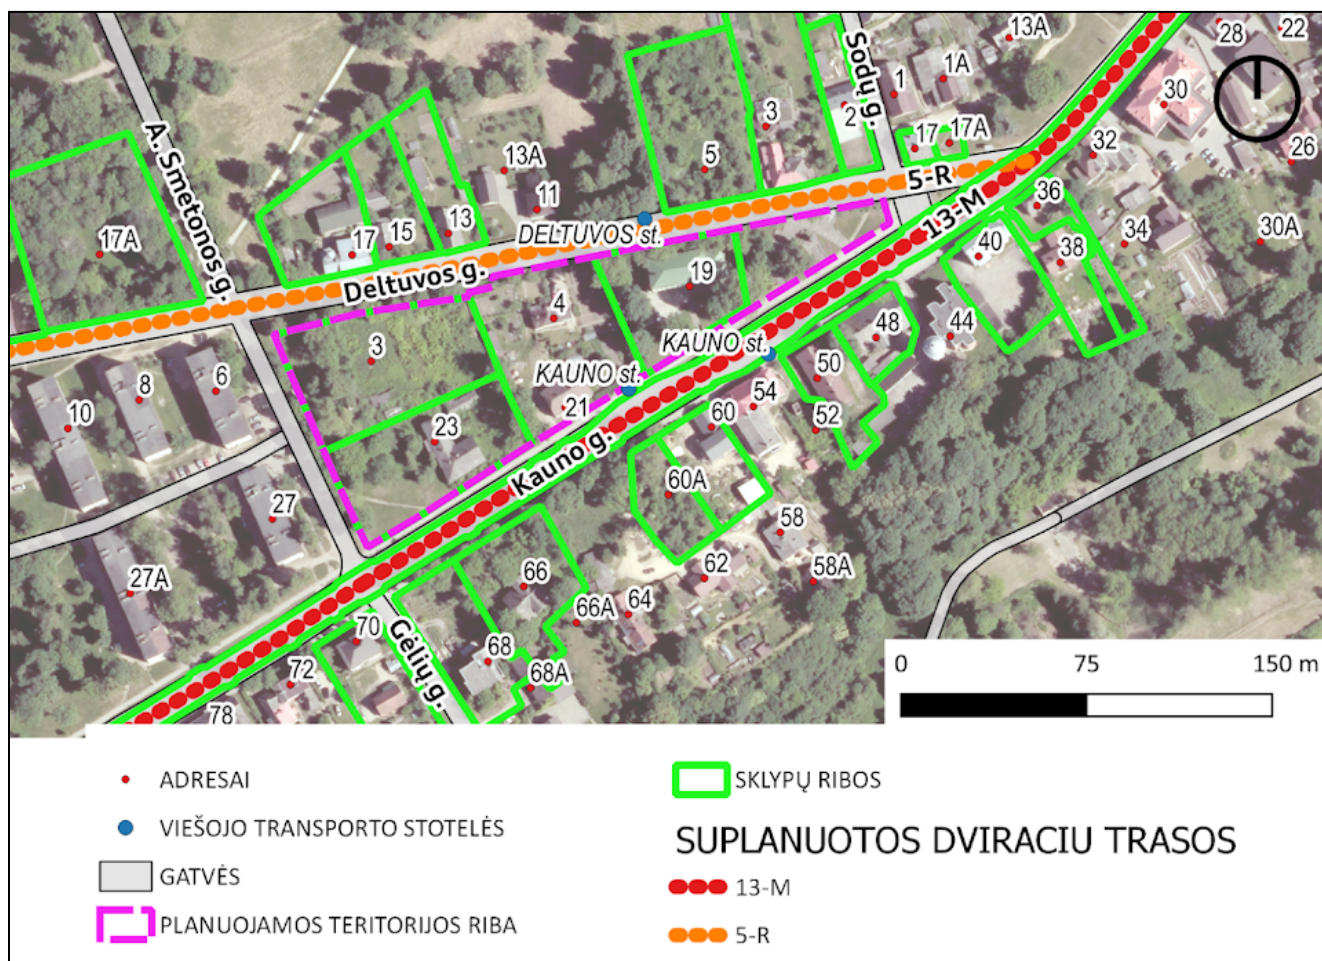 13A
28
22
Sodų g.
1
1A
30
A. Smetonos g.
3
2
17
17A
5
32
26
13A
5-R
11
36
13-M
DELTUVOS st.
13
15
17
17A
34
30A
40
38
Deltuvos g.
19
4
48
44
KAUNO st.
3
KAUNO st.
50
6
8
10
21
54
60
52
23
Kauno g.
60A
27
58
62
58A
27A
66
66A
64
70
Gėlių g.
68
68A
72
78
0 75 150 m
ADRESAI
VIEŠOJO TRANSPORTO STOTELĖS
GATVĖS
PLANUOJAMOS TERITORIJOS RIBA
SKLYPŲ RIBOS
SUPLANUOTOS DVIRACIU TRASOS
13-M
5-R